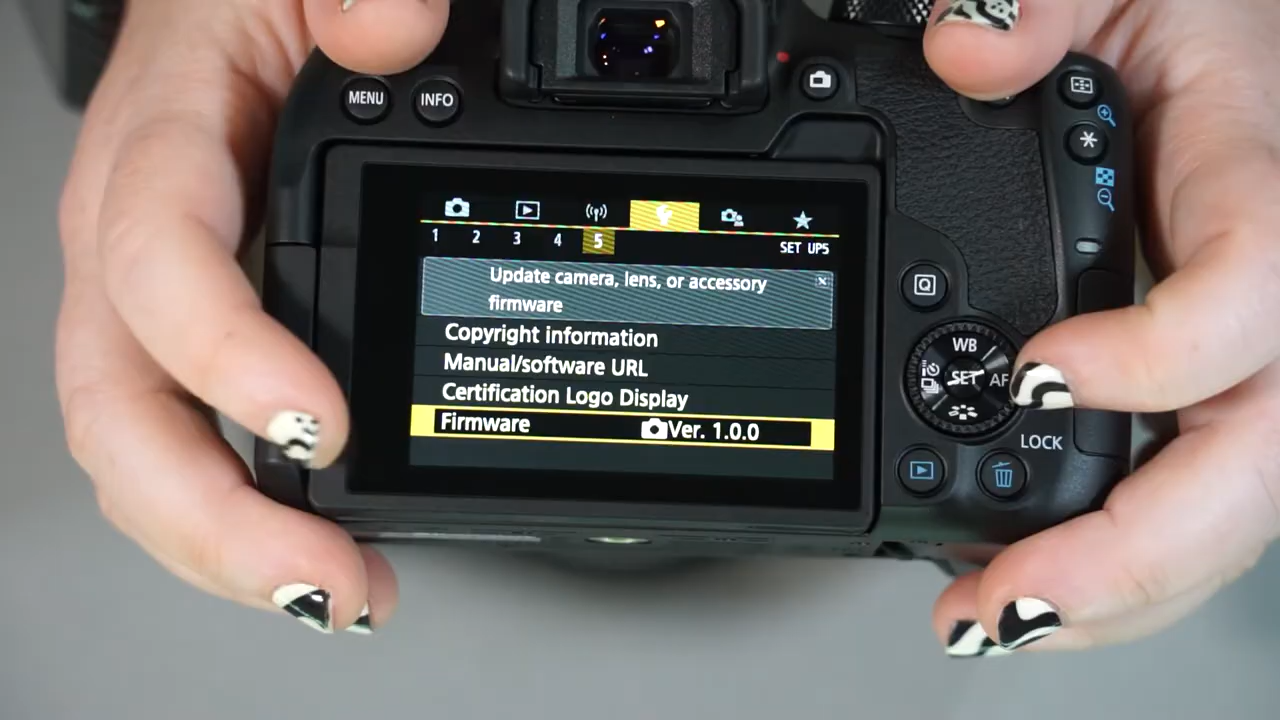 MENU
INFO
1 2 3 4 5
SET UP5
Update camera, lens, or accessory
firmware
Copyright information
Manual/software URL
Certification Logo Display
Firmware Ver. 1.0.0
Q
WB
SET
AF
LOCK